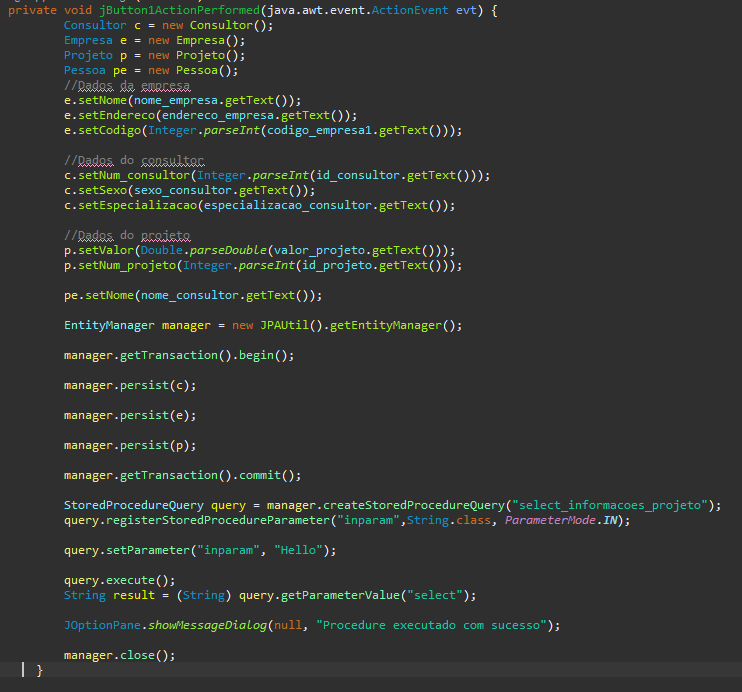 private void jButton1ActionPerformed(java.awt.event.ActionEvent evt) {
Consultor c = new Consultor();
Empresa e = new Empresa();
Projeto p = new Projeto();
Pessoa pe = new Pessoa();
//Dados da empresa
e.setNome(nome_empresa.getText());
e.setEndereco(endereco_empresa.getText());
e.setCodigo(Integer.parseInt(codigo_empresa1.getText()));
//Dados do consultor
c.setNum_consultor(Integer.parseInt(id_consultor.getText()));
c.setSexo(sexo_consultor.getText());
c.setEspecializacao(especializacao_consultor.getText());
//Dados do projeto
p.setValor(Double.parseDouble(valor_projeto.getText()));
p.setNum_projeto(Integer.parseInt(id_projeto.getText()));
pe.setNome(nome_consultor.getText());
EntityManager manager = new JPAUtil().getEntityManager();
manager.getTransaction().begin();
manager.persist(c);
manager.persist(e);
manager.persist(p);
manager.getTransaction().commit();
StoredProcedureQuery query = manager.createStoredProcedureQuery("select_informacoes_projeto");
query.registerStoredProcedureParameter("inparam",String.class, ParameterMode.IN);
query.setParameter("inparam", "Hello");
query.execute();
String result = (String) query.getParameterValue("select");
JOptionPane.showMessageDialog(null, "Procedure executado com sucesso");
manager.close();
}